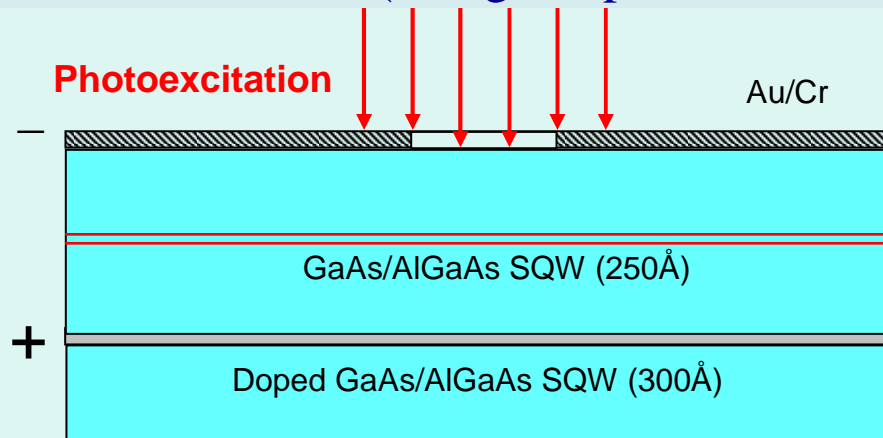 Photoexcitation
Au/Cr
–
GaAs/AlGaAs SQW (250Å)
+
Doped GaAs/AlGaAs SQW (300Å)